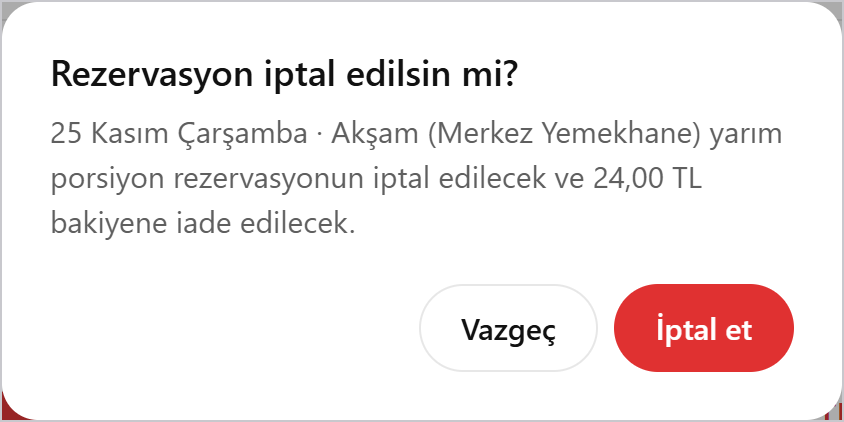 Rezervasyon iptal edilsin mi?
25 Kasım Çarşamba · Akşam (Merkez Yemekhane) yarım
porsiyon rezervasyonun iptal edilecek ve 24,00 TL
bakiyene iade edilecek.
Vazgeç
İptal et